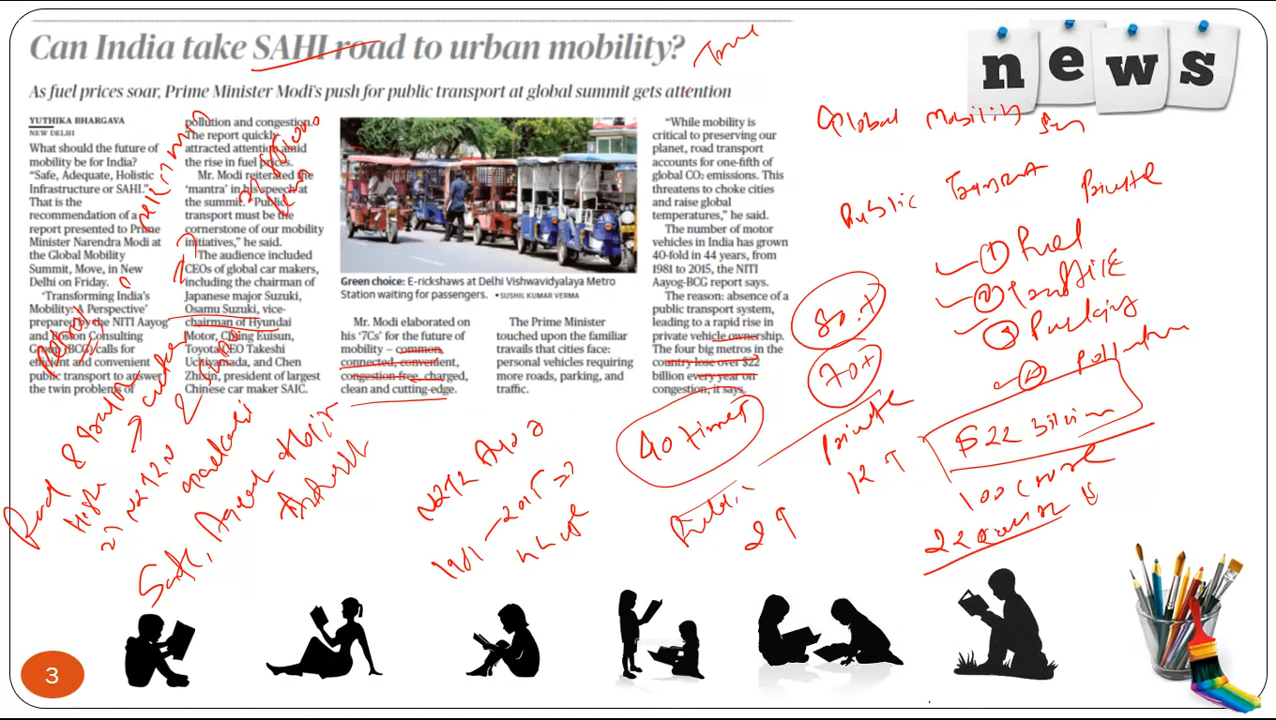 Can India take SAHI road to urban mobility?
As fuel prices soar, Prime Minister Modi's push for public transport at global summit gets attention
news
YUTHIKA BHARGAVA
NEW DELHI
What should the future of
mobility be for India?
"Safe, Adequate, Holistic
Infrastructure or SAHI."
That is the
recommendation of a
report presented to Prime
Minister Narendra Modi at
the Global Mobility
Summit, Move, in New
Delhi on Friday.
'Transforming India's
Mobility: A Perspective'
prepared by the NITI Aayog
and Boston Consulting
Group (BCG) calls for
efficient and convenient
public transport to answer
the twin problems of
pollution and congestion.
The report quickly
attracted attention amid
the rise in fuel prices.
Mr. Modi reiterated the
'mantra' in his speech at
the summit. "Public
transport must be the
cornerstone of our mobility
initiatives," he said.
The audience included
CEOs of global car makers,
including the chairman of
Japanese major Suzuki,
Osamu Suzuki, vice-
chairman of Hyundai
Motor, Chung Euisun,
Toyota CEO Takeshi
Uchiyamada, and Chen
Zhixin, president of largest
Chinese car maker SAIC.
Green choice: E-rickshaws at Delhi Vishwavidyalaya Metro
Station waiting for passengers. • SUSHIL KUMAR VERMA
Mr. Modi elaborated on
his '7Cs' for the future of
mobility – common,
connected, convenient,
congestion-free, charged,
clean and cutting-edge.
The Prime Minister
touched upon the familiar
travails that cities face:
personal vehicles requiring
more roads, parking, and
traffic.
"While mobility is
critical to preserving our
planet, road transport
accounts for one-fifth of
global CO₂ emissions. This
threatens to choke cities
and raise global
temperatures," he said.
The number of motor
vehicles in India has grown
40-fold in 44 years, from
1981 to 2015, the NITI
Aayog-BCG report says.
The reason: absence of a
public transport system,
leading to a rapid rise in
private vehicle ownership.
The four big metros in the
country lose over $22
billion every year on
congestion, it says.
Global mobility
Public Transport
Private
① Fuel
② Traffic
③ Parking
④ Pollution
80
70
40 times
Public
Private
$22 Billion
100 Crore
Safe,
1981 – 2015
3